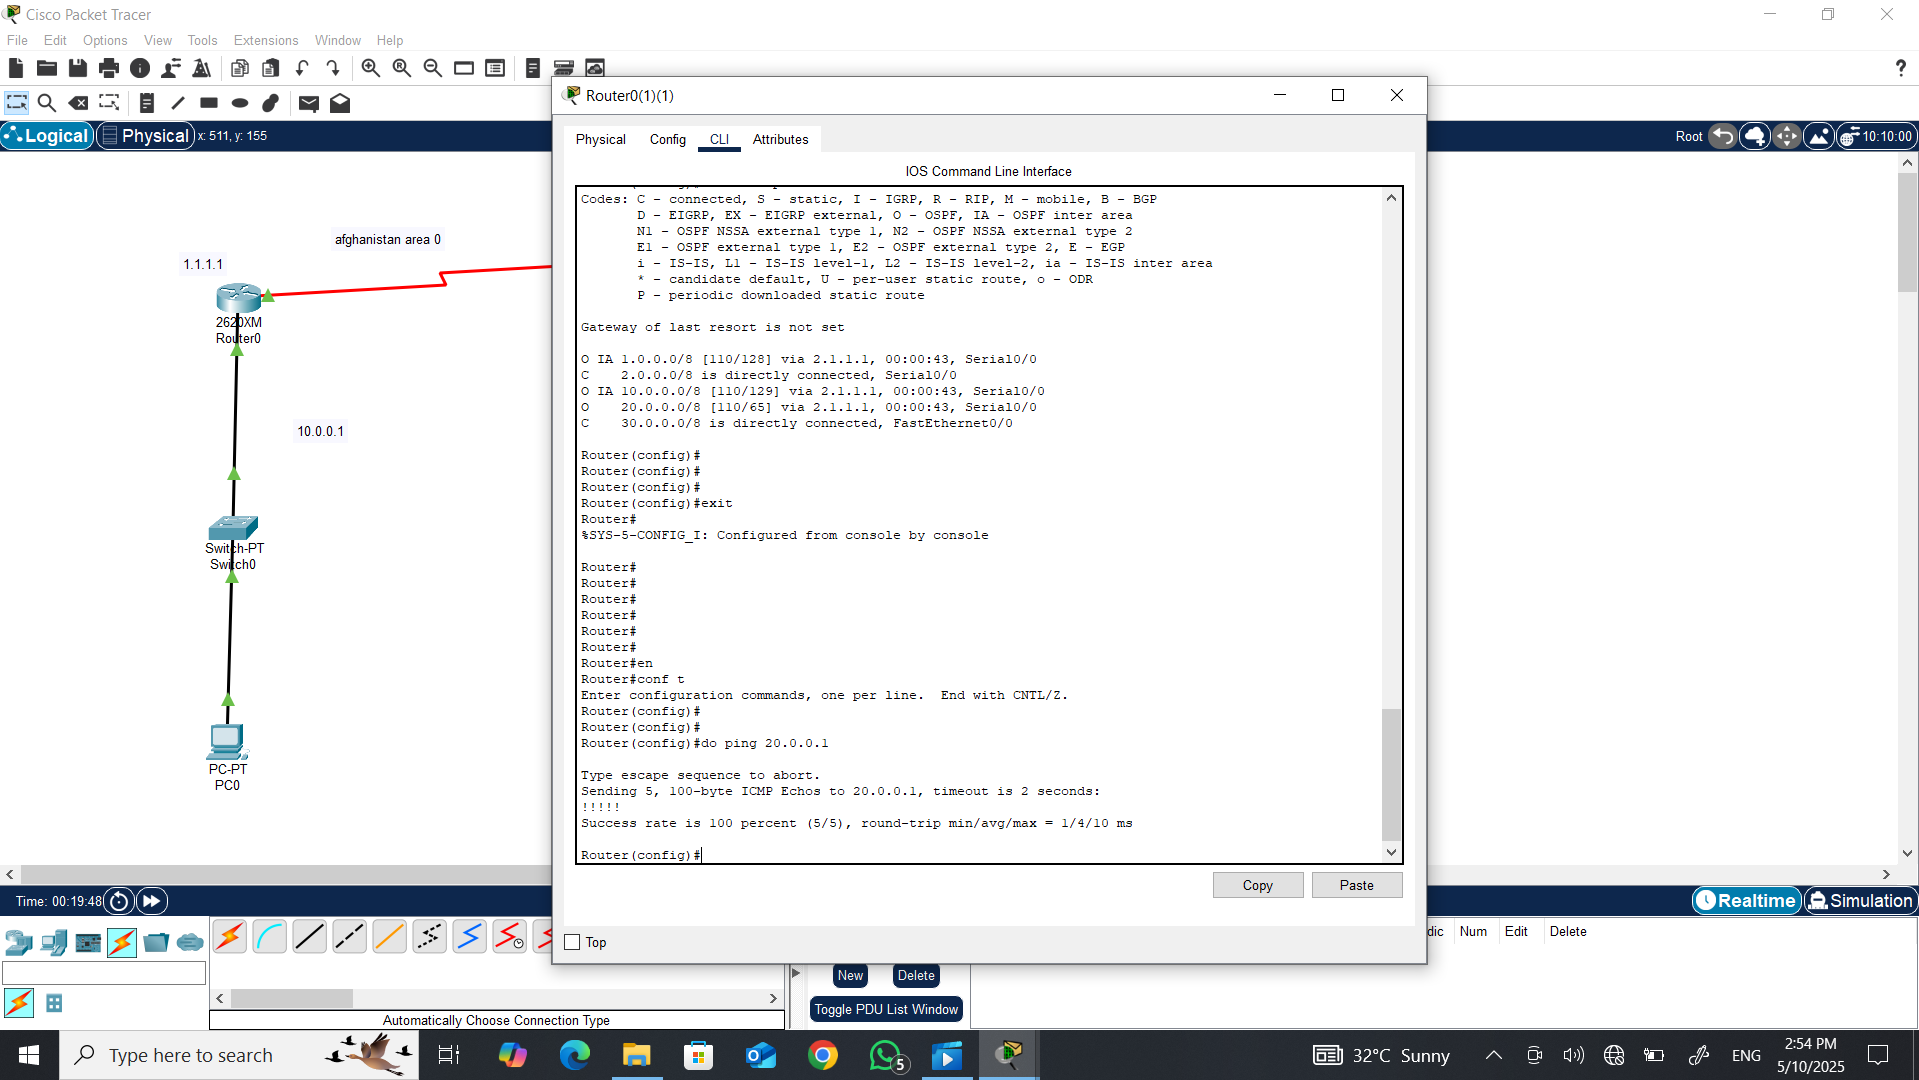 Cisco Packet Tracer
File Edit Options View Tools Extensions Window Help
Logical Physical x: 511, y: 155
Root 10:10:00
afghanistan area 0
1.1.1.1
2620XM
Router0
10.0.0.1
Switch-PT
Switch0
PC-PT
PC0
Router0(1)(1)
Physical Config CLI Attributes
IOS Command Line Interface
Codes: C - connected, S - static, I - IGRP, R - RIP, M - mobile, B - BGP
D - EIGRP, EX - EIGRP external, O - OSPF, IA - OSPF inter area
N1 - OSPF NSSA external type 1, N2 - OSPF NSSA external type 2
E1 - OSPF external type 1, E2 - OSPF external type 2, E - EGP
i - IS-IS, L1 - IS-IS level-1, L2 - IS-IS level-2, ia - IS-IS inter area
* - candidate default, U - per-user static route, o - ODR
P - periodic downloaded static route
Gateway of last resort is not set
O IA 1.0.0.0/8 [110/128] via 2.1.1.1, 00:00:43, Serial0/0
C 2.0.0.0/8 is directly connected, Serial0/0
O IA 10.0.0.0/8 [110/129] via 2.1.1.1, 00:00:43, Serial0/0
O 20.0.0.0/8 [110/65] via 2.1.1.1, 00:00:43, Serial0/0
C 30.0.0.0/8 is directly connected, FastEthernet0/0
Router(config)#
Router(config)#
Router(config)#
Router(config)#exit
Router#
%SYS-5-CONFIG_I: Configured from console by console
Router#
Router#
Router#
Router#
Router#
Router#
Router#en
Router#conf t
Enter configuration commands, one per line. End with CNTL/Z.
Router(config)#
Router(config)#
Router(config)#do ping 20.0.0.1
Type escape sequence to abort.
Sending 5, 100-byte ICMP Echos to 20.0.0.1, timeout is 2 seconds:
!!!!!
Success rate is 100 percent (5/5), round-trip min/avg/max = 1/4/10 ms
Router(config)#
Copy Paste
Top
Time: 00:19:48
Realtime Simulation
dic Num Edit Delete
New Delete
Toggle PDU List Window
Automatically Choose Connection Type
Type here to search
5
32°C Sunny
ENG
2:54 PM
5/10/2025